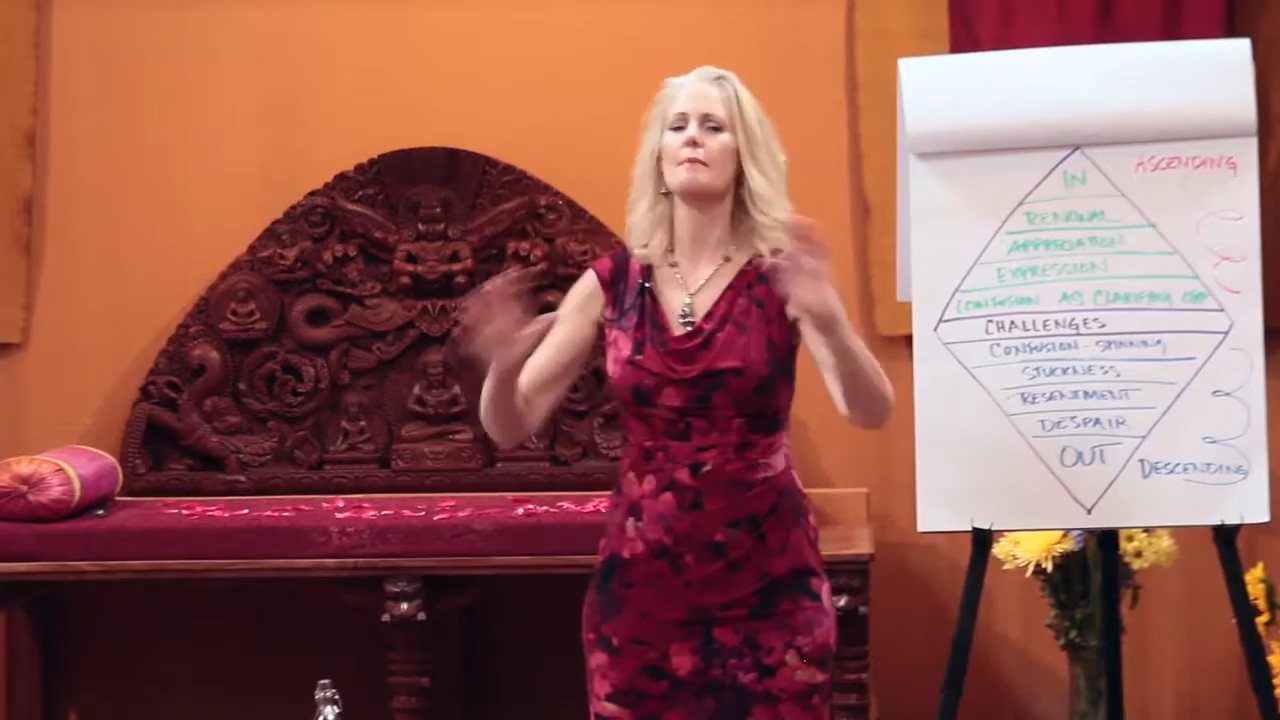 ASCENDING
IN
RENEWAL
APPRECIATION
EXPRESSION
CONFUSION AS CLARIFYING OPP
CHALLENGES
CONFUSION - SPINNING
STUCKNESS
RESENTMENT
DESPAIR
OUT
DESCENDING